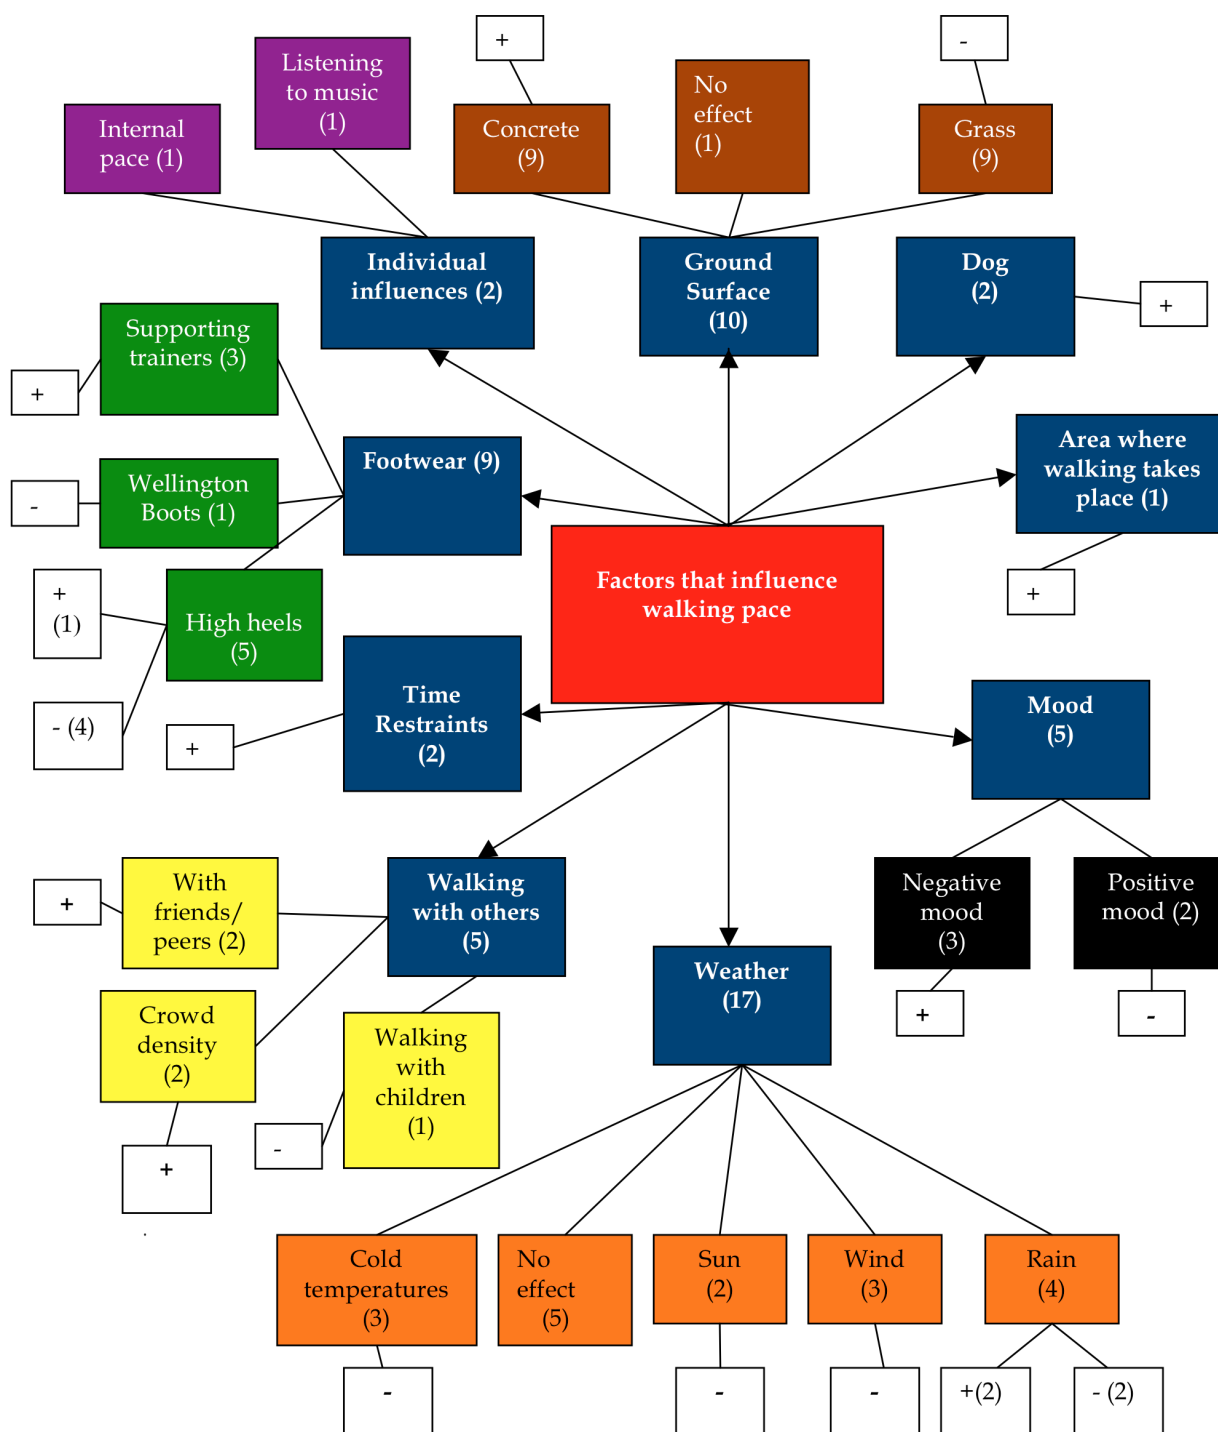 +
-
Listening
to music
(1)
No
effect
(1)
Internal
pace (1)
Concrete
(9)
Grass
(9)
Individual
influences (2)
Ground
Surface
(10)
Dog
(2)
+
Supporting
trainers (3)
+
Area where
walking takes
place (1)
Footwear (9)
Wellington
Boots (1)
-
Factors that influence
walking pace
+
(1)
+
High heels
(5)
Time
Restraints
(2)
- (4)
+
Mood
(5)
With
friends/
peers (2)
+
Walking
with others
(5)
Negative
mood
(3)
Positive
mood (2)
Weather
(17)
+
-
Crowd
density
(2)
Walking
with
children
(1)
-
+
.
Cold
temperatures
(3)
No
effect
(5)
Sun
(2)
Wind
(3)
Rain
(4)
-
-
-
+(2)
- (2)